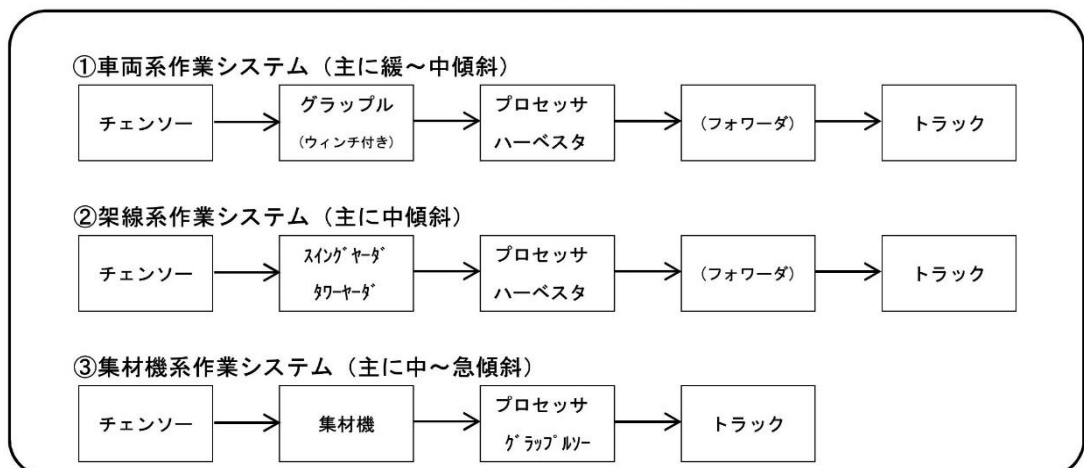 ①車両系作業システム（主に緩～中傾斜）
チェンソー
グラップル
(ウィンチ付き)
プロセッサ
ハーベスタ
(フォワーダ)
トラック
②架線系作業システム（主に中傾斜）
チェンソー
ｽｲﾝｸﾞﾔｰﾀﾞ
ﾀﾜｰﾔｰﾀﾞ
プロセッサ
ハーベスタ
(フォワーダ)
トラック
③集材機系作業システム（主に中～急傾斜）
チェンソー
集材機
プロセッサ
ｸﾞﾗｯﾌﾟﾙｿｰ
トラック